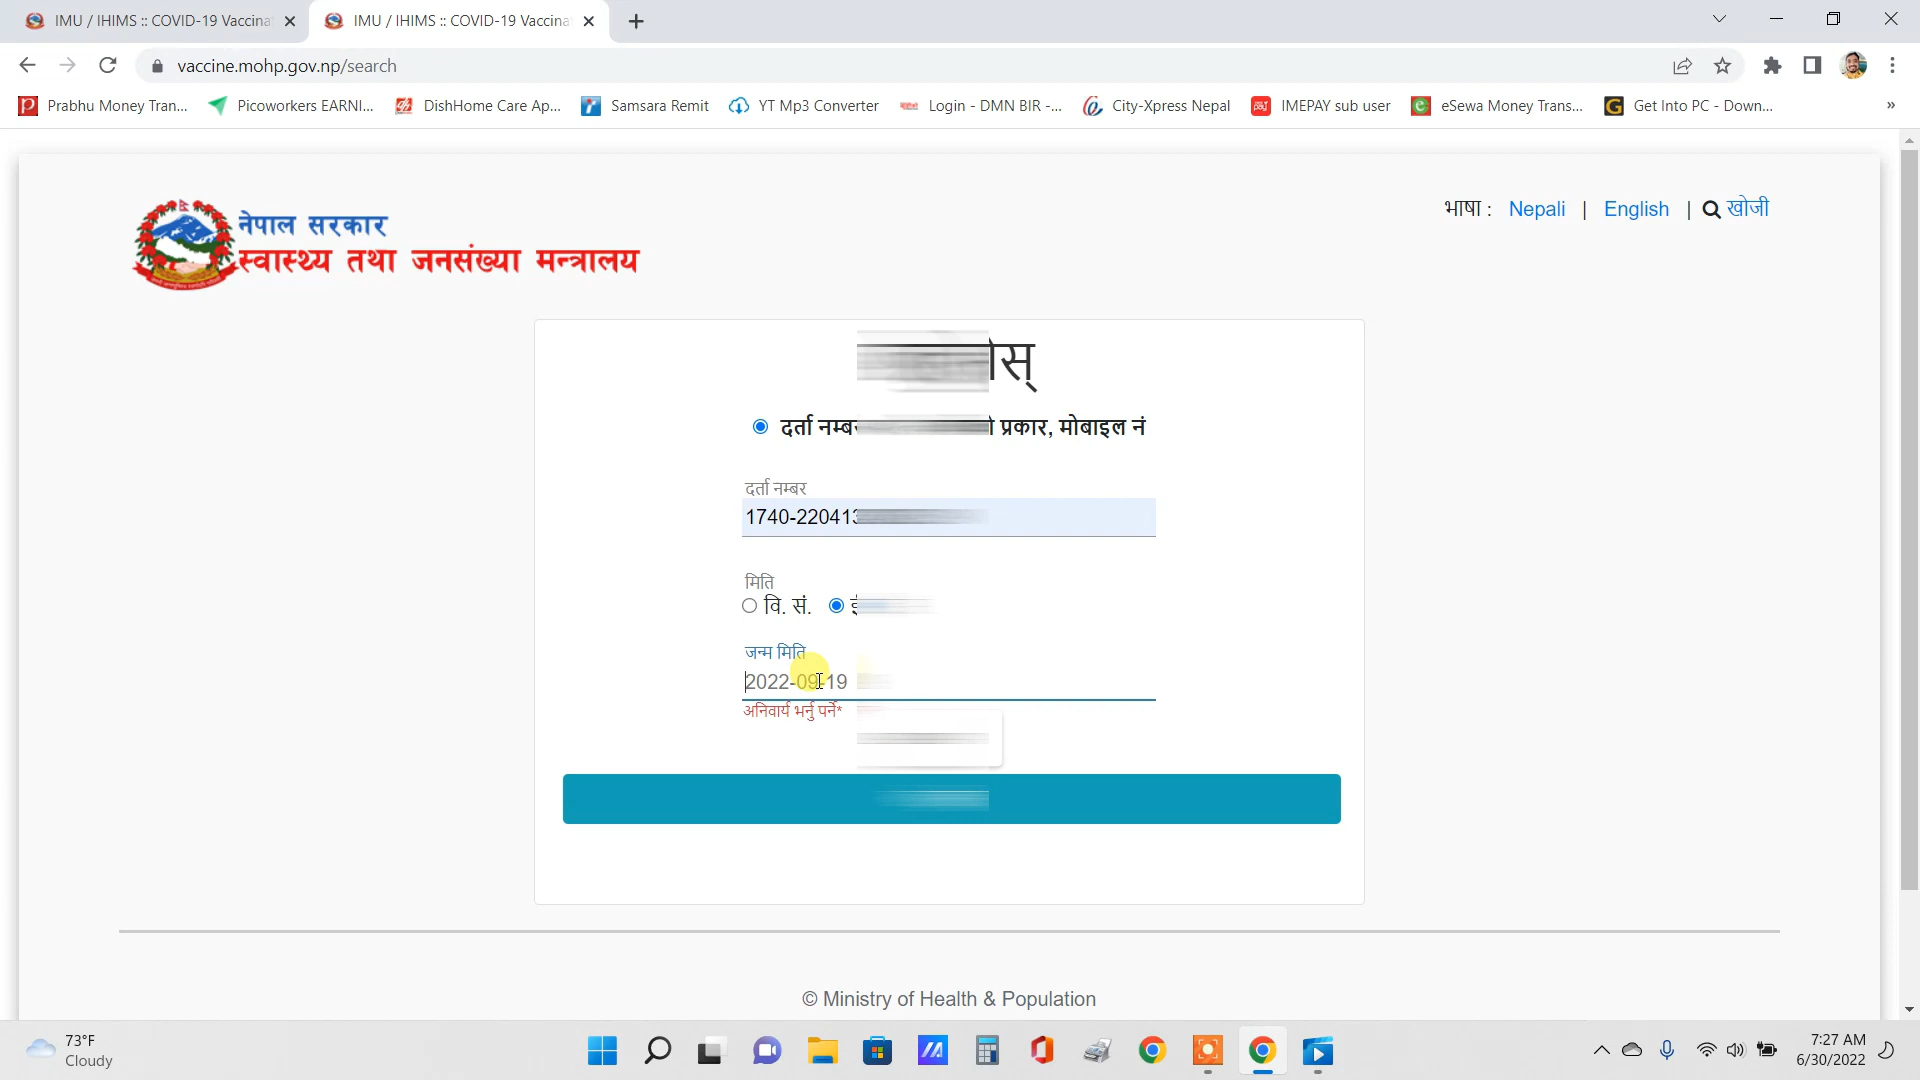 IMU / IHIMS :: COVID-19 Vaccina
IMU / IHIMS :: COVID-19 Vaccina
vaccine.mohp.gov.np/search
Prabhu Money Tran...
Picoworkers EARNI...
DishHome Care Ap...
Samsara Remit
YT Mp3 Converter
Login - DMN BIR -...
City-Xpress Nepal
IMEPAY sub user
eSewa Money Trans...
Get Into PC - Down...
»
नेपाल सरकार
स्वास्थ्य तथा जनसंख्या मन्त्रालय
भाषा : Nepali | English | खोजी
दर्ता नम्बर प्रकार, मोबाइल नं
दर्ता नम्बर
1740-22041
मिति
वि. सं.
जन्म मिति
2022-09-19
अनिवार्य भर्नु पर्ने*
© Ministry of Health & Population
73°F
Cloudy
7:27 AM
6/30/2022